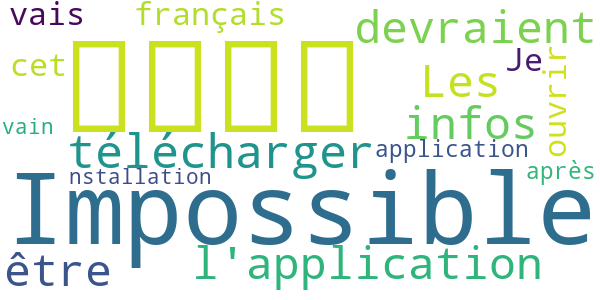 vais
français
devraient
cet
Je
Les
ouvrir
infos
vain
télécharger
application
après
nstallation
Impossible
être
l'application